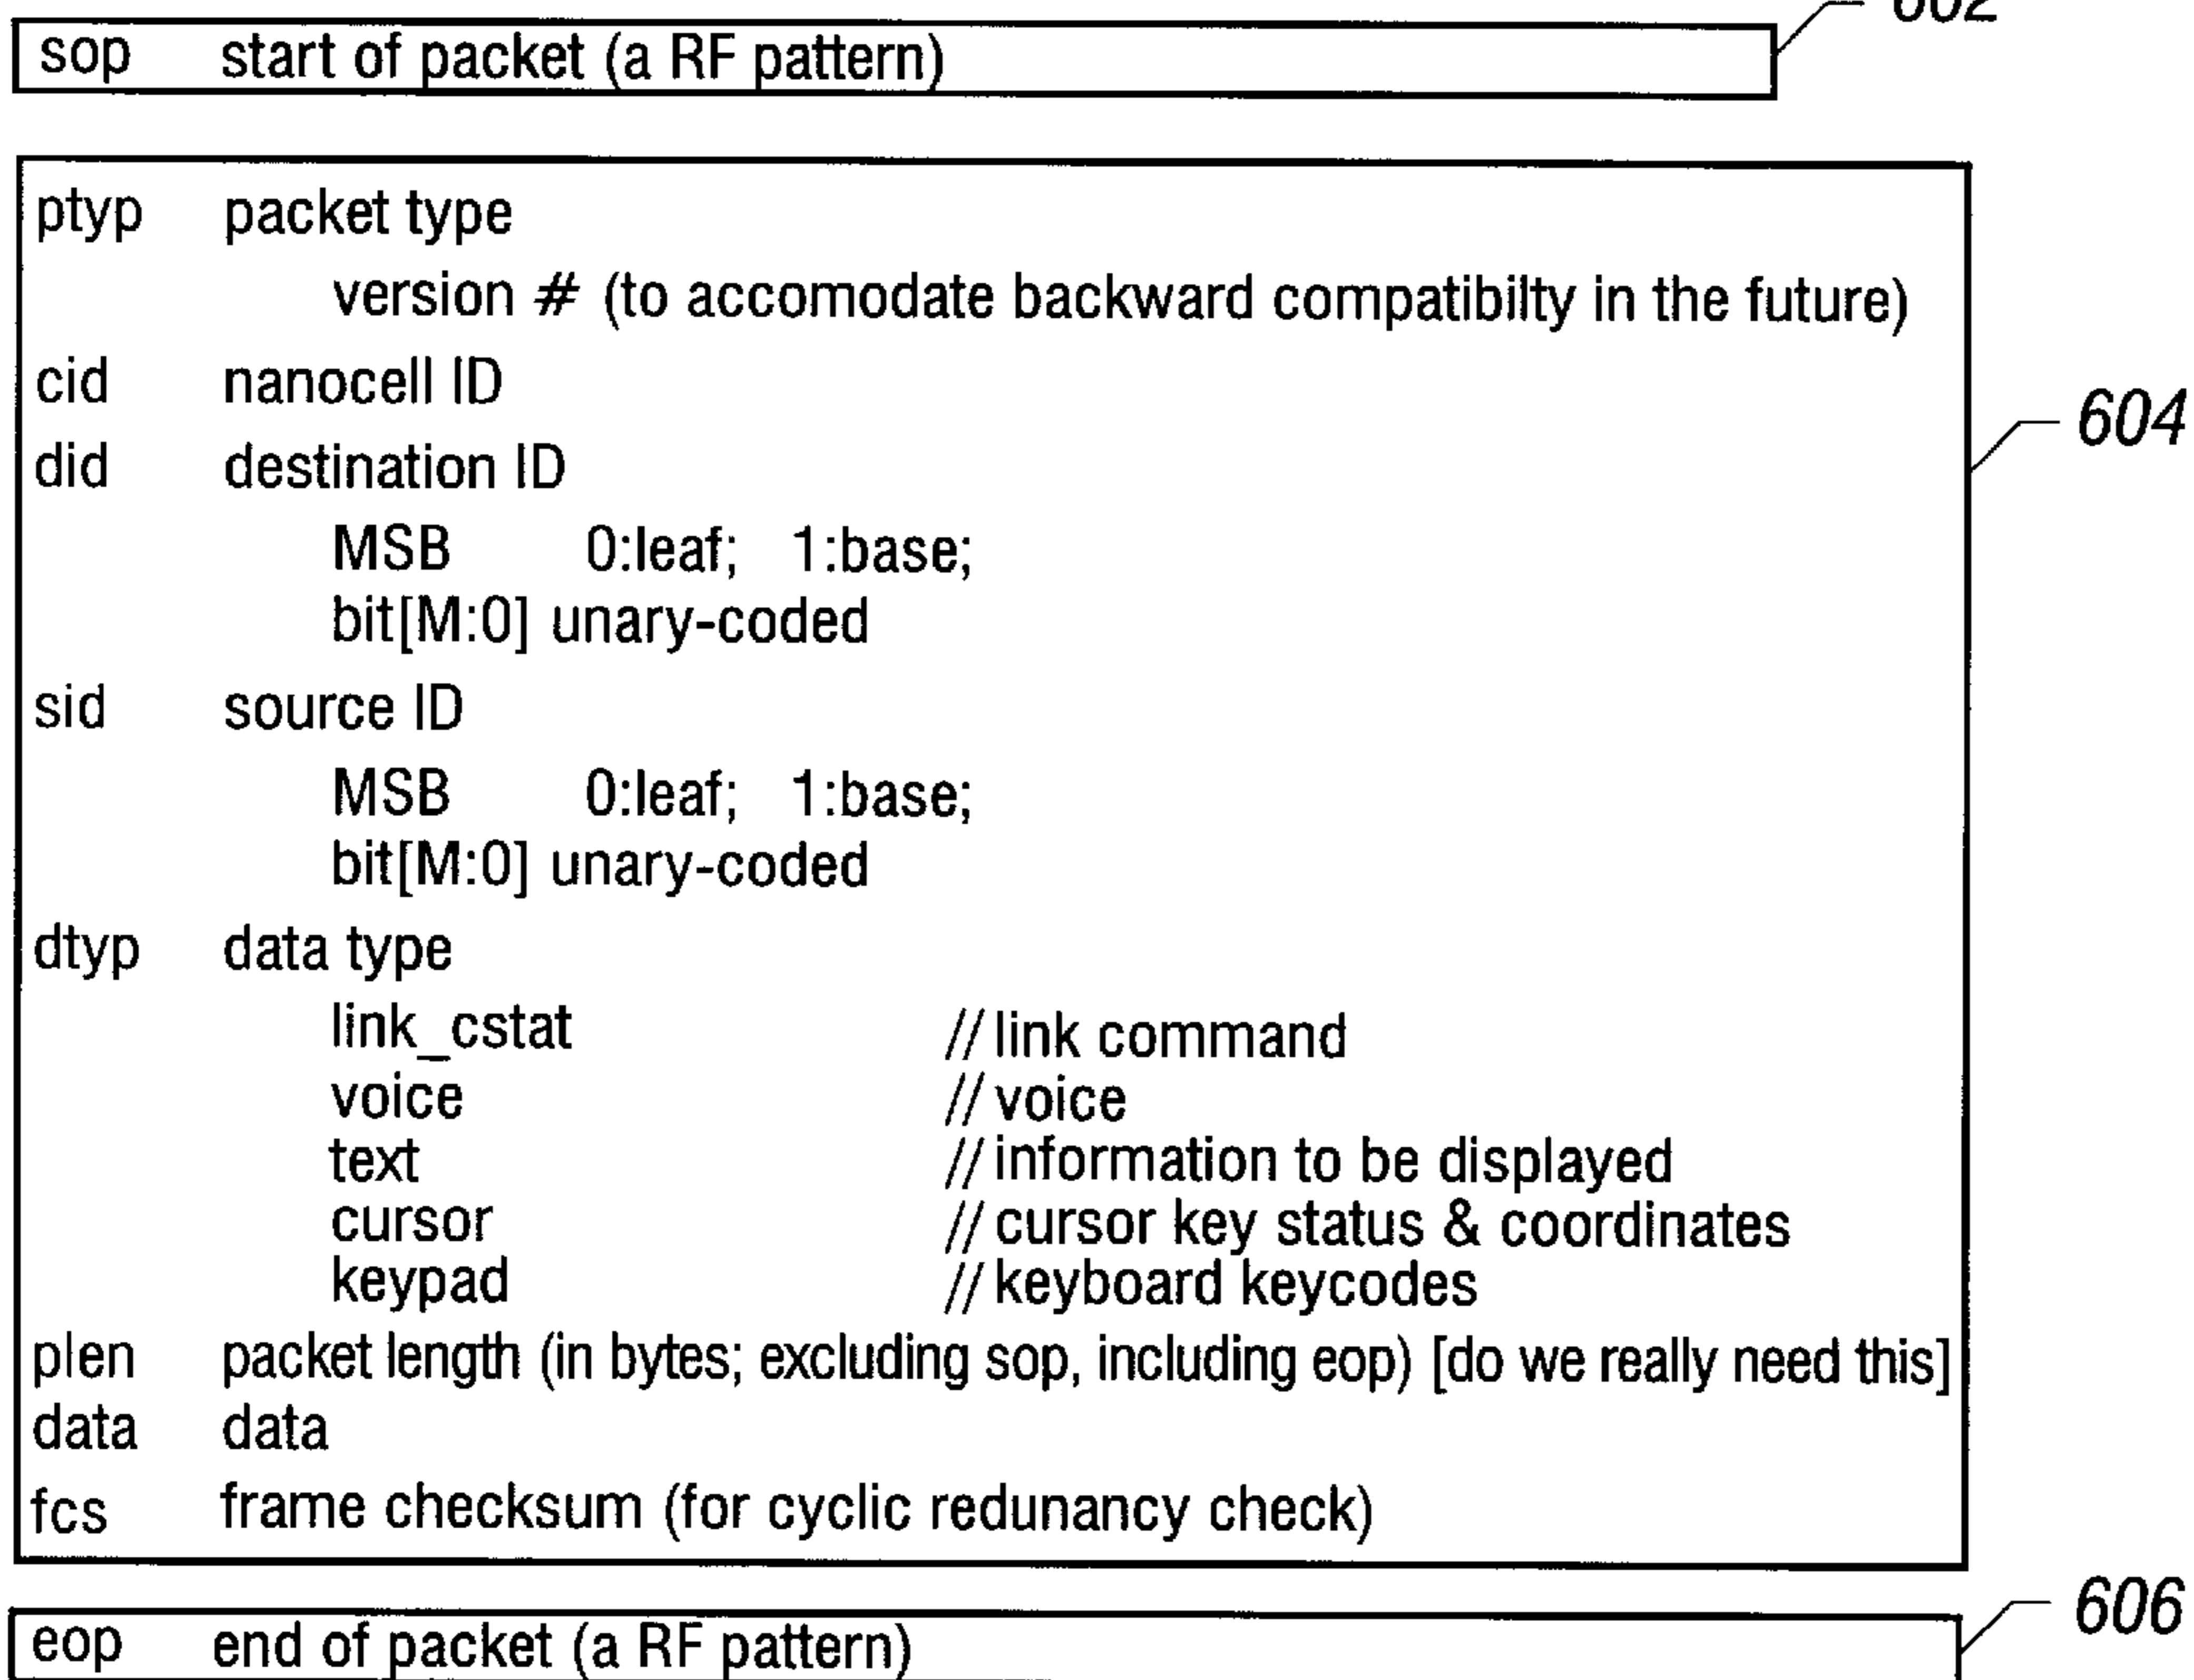 602
sop start of packet (a RF pattern)
ptyp packet type
version # (to accomodate backward compatibilty in the future)
cid nanocell ID
604
did destination ID
MSB 0:leaf; 1:base;
bit[M:0] unary-coded
sid source ID
MSB 0:leaf; 1:base;
bit[M:0] unary-coded
dtyp data type
link_cstat // link command
voice // voice
text // information to be displayed
cursor // cursor key status & coordinates
keypad // keyboard keycodes
plen packet length (in bytes; excluding sop, including eop) [do we really need this]
data data
fcs frame checksum (for cyclic redunancy check)
606
eop end of packet (a RF pattern)